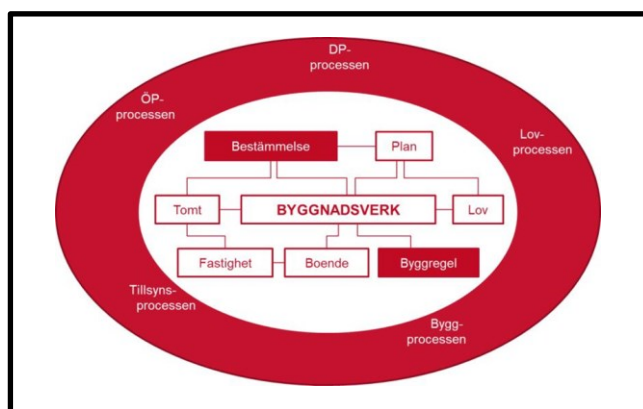 DP-
processen
ÖP-
processen
Lov-
processen
Bestämmelse
Plan
Tomt
BYGGNADSVERK
Lov
Fastighet
Boende
Byggregel
Tillsyns-
processen
Bygg-
processen